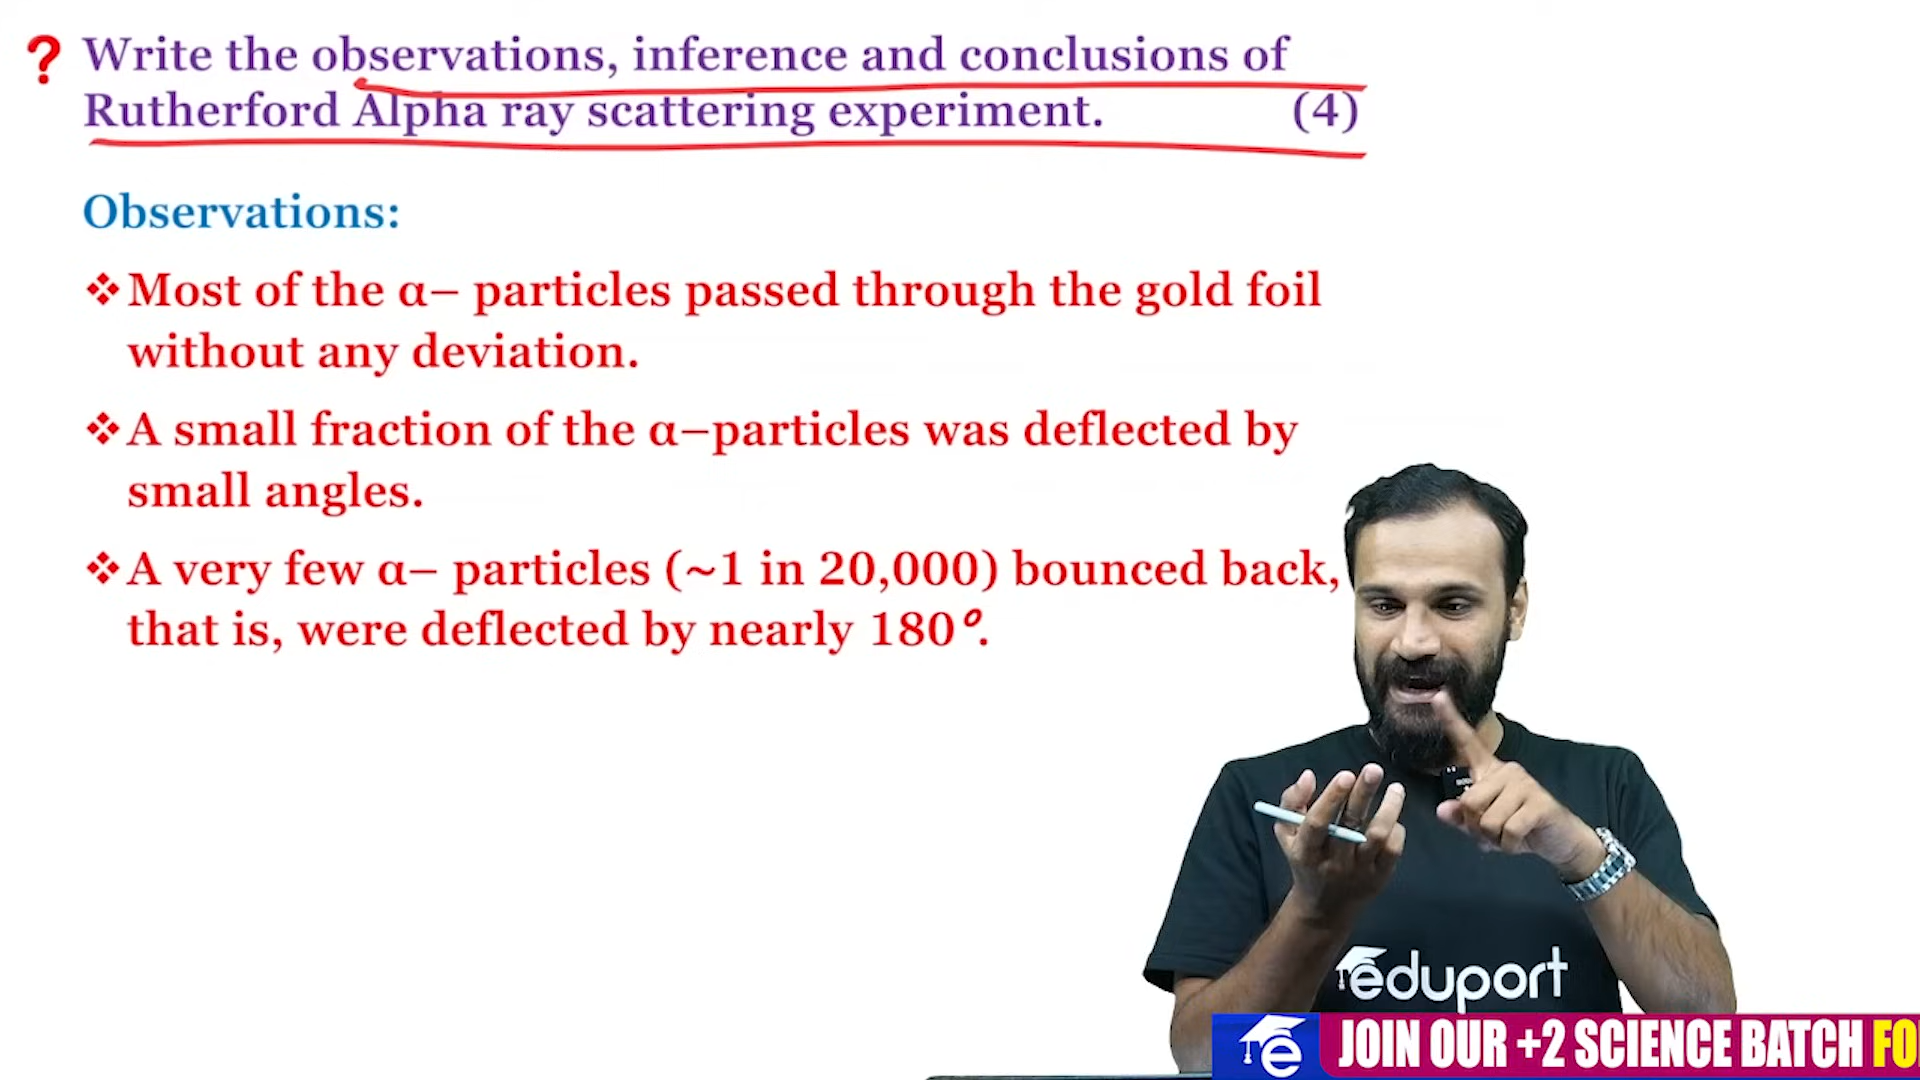 ❓ Write the observations, inference and conclusions of
Rutherford Alpha ray scattering experiment. (4)
Observations:
❖ Most of the α– particles passed through the gold foil
without any deviation.
❖ A small fraction of the α–particles was deflected by
small angles.
❖ A very few α– particles (~1 in 20,000) bounced back,
that is, were deflected by nearly 180º.
eduport
e JOIN OUR +2 SCIENCE BATCH FO